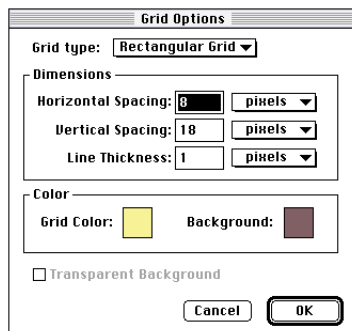 Grid Options
Grid type: Rectangular Grid
Dimensions
Horizontal Spacing: 8 pixels
Vertical Spacing: 18 pixels
Line Thickness: 1 pixels
Color
Grid Color: Background:
Transparent Background
Cancel OK